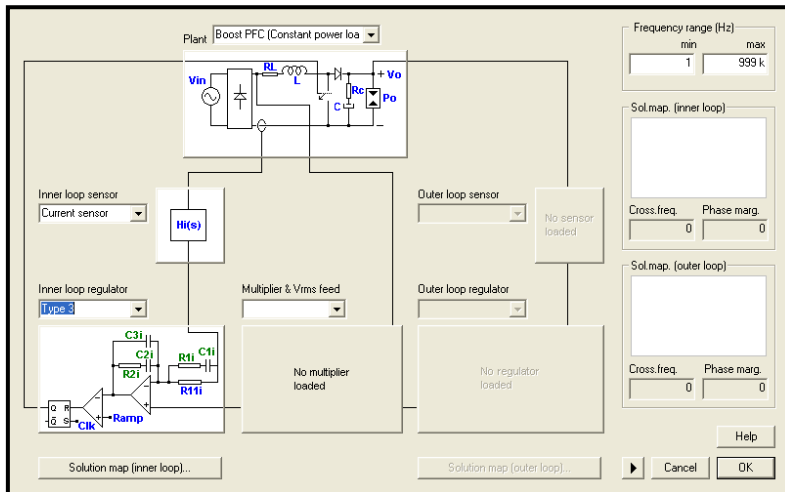 Plant
Boost PFC (Constant power loa
Frequency range (Hz)
min
max
1
999 k
RL
L
Vin
+ Vo
Rc
C
Po
-
Sol.map. (inner loop)
Cross.freq.
Phase marg.
0
0
Inner loop sensor
Current sensor
Hi(s)
Outer loop sensor
No sensor
loaded
Sol.map. (outer loop)
Cross.freq.
Phase marg.
0
0
Inner loop regulator
Type 3
Multiplier & Vrms feed
Outer loop regulator
C3i
C2i
R2i
R1i
C1i
R11i
-
+
-
+
Q R
Q̅ S
Clk
Ramp
No multiplier
loaded
No regulator
loaded
Help
Solution map (inner loop)...
Solution map (outer loop)...
Cancel
OK